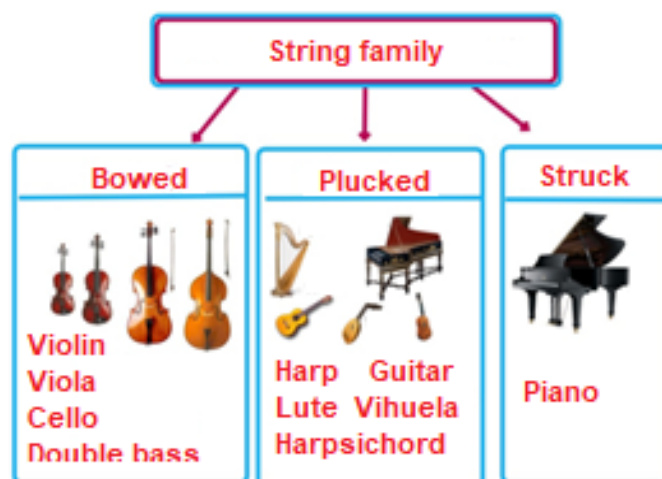 String family
Bowed
Violin
Viola
Cello
Double bass
Plucked
Harp Guitar
Lute Vihuela
Harpsichord
Struck
Piano